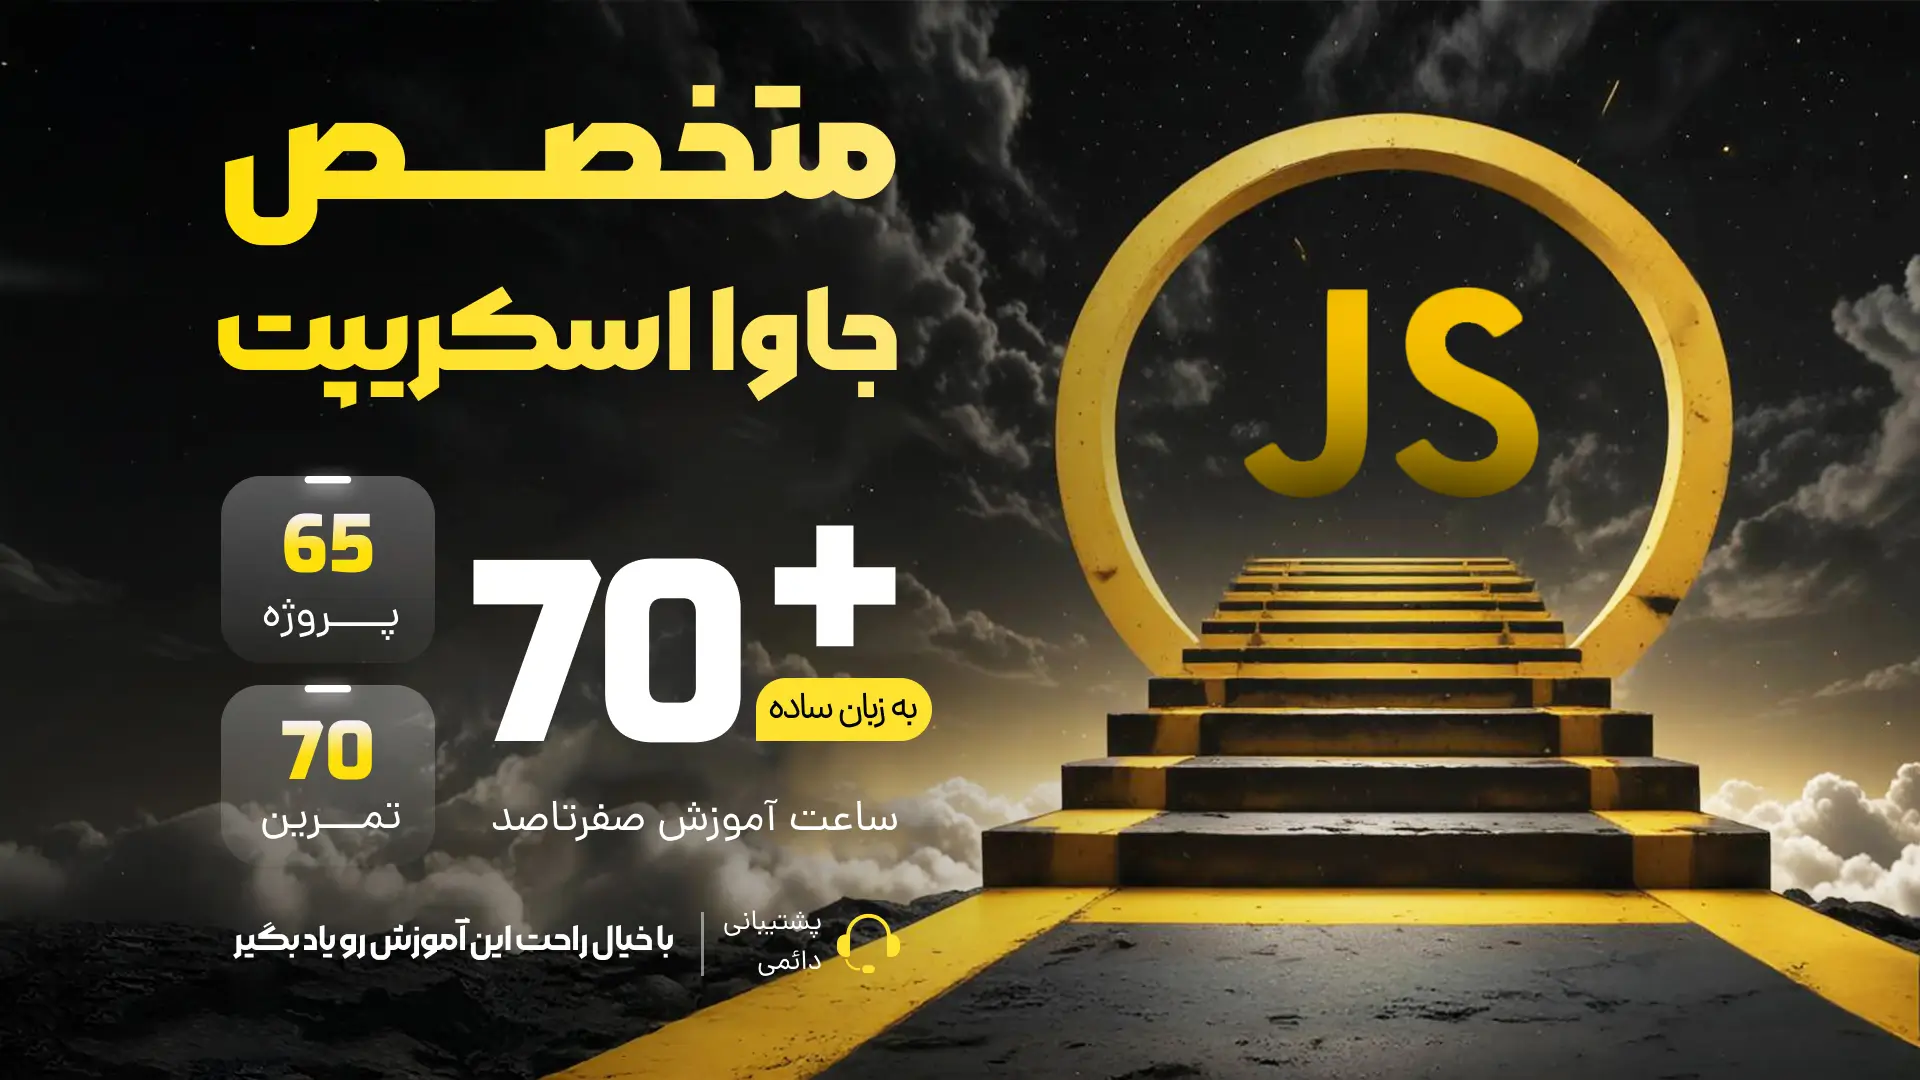 متخصص
جاوا اسکریپت
JS
70+
به زبان ساده
ساعت آموزش صفرتاصد
65
پروژه
70
تمرین
پشتیبانی
دائمی
با خیال راحت این آموزش رو یاد بگیر